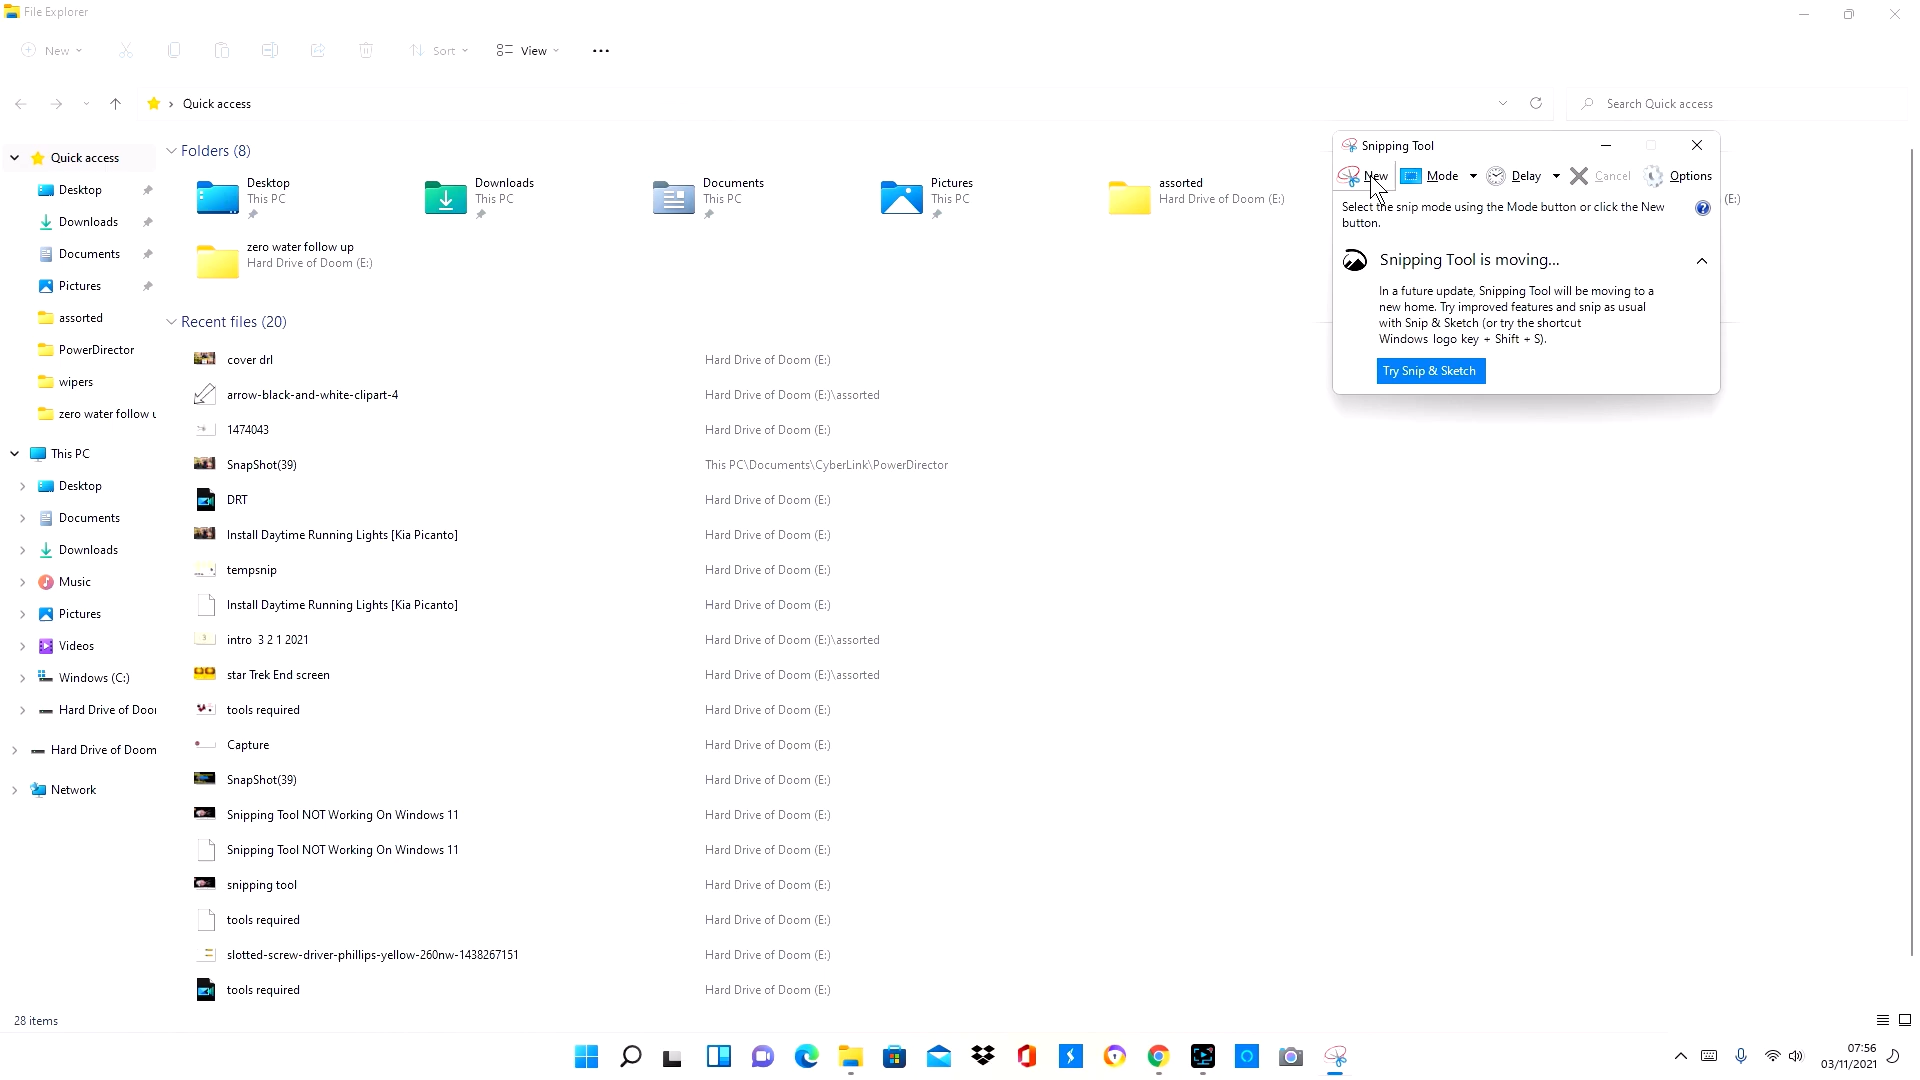 File Explorer
New
Sort
View
Quick access
Search Quick access
Quick access
Desktop
Downloads
Documents
Pictures
assorted
PowerDirector
wipers
zero water follow u
This PC
Desktop
Documents
Downloads
Music
Pictures
Videos
Windows (C:)
Hard Drive of Door
Hard Drive of Doom
Network
Folders (8)
Desktop
This PC
Downloads
This PC
Documents
This PC
Pictures
This PC
assorted
Hard Drive of Doom (E:)
(E:)
zero water follow up
Hard Drive of Doom (E:)
Recent files (20)
cover drl Hard Drive of Doom (E:)
arrow-black-and-white-clipart-4 Hard Drive of Doom (E:)\assorted
1474043 Hard Drive of Doom (E:)
SnapShot(39) This PC\Documents\CyberLink\PowerDirector
DRT Hard Drive of Doom (E:)
Install Daytime Running Lights [Kia Picanto] Hard Drive of Doom (E:)
tempsnip Hard Drive of Doom (E:)
Install Daytime Running Lights [Kia Picanto] Hard Drive of Doom (E:)
intro 3 2 1 2021 Hard Drive of Doom (E:)\assorted
star Trek End screen Hard Drive of Doom (E:)\assorted
tools required Hard Drive of Doom (E:)
Capture Hard Drive of Doom (E:)
SnapShot(39) Hard Drive of Doom (E:)
Snipping Tool NOT Working On Windows 11 Hard Drive of Doom (E:)
Snipping Tool NOT Working On Windows 11 Hard Drive of Doom (E:)
snipping tool Hard Drive of Doom (E:)
tools required Hard Drive of Doom (E:)
slotted-screw-driver-phillips-yellow-260nw-1438267151 Hard Drive of Doom (E:)
tools required Hard Drive of Doom (E:)
Snipping Tool
New Mode Delay Cancel Options
Select the snip mode using the Mode button or click the New
button.
Snipping Tool is moving...
In a future update, Snipping Tool will be moving to a
new home. Try improved features and snip as usual
with Snip & Sketch (or try the shortcut
Windows logo key + Shift + S).
Try Snip & Sketch
28 items
07:56
03/11/2021